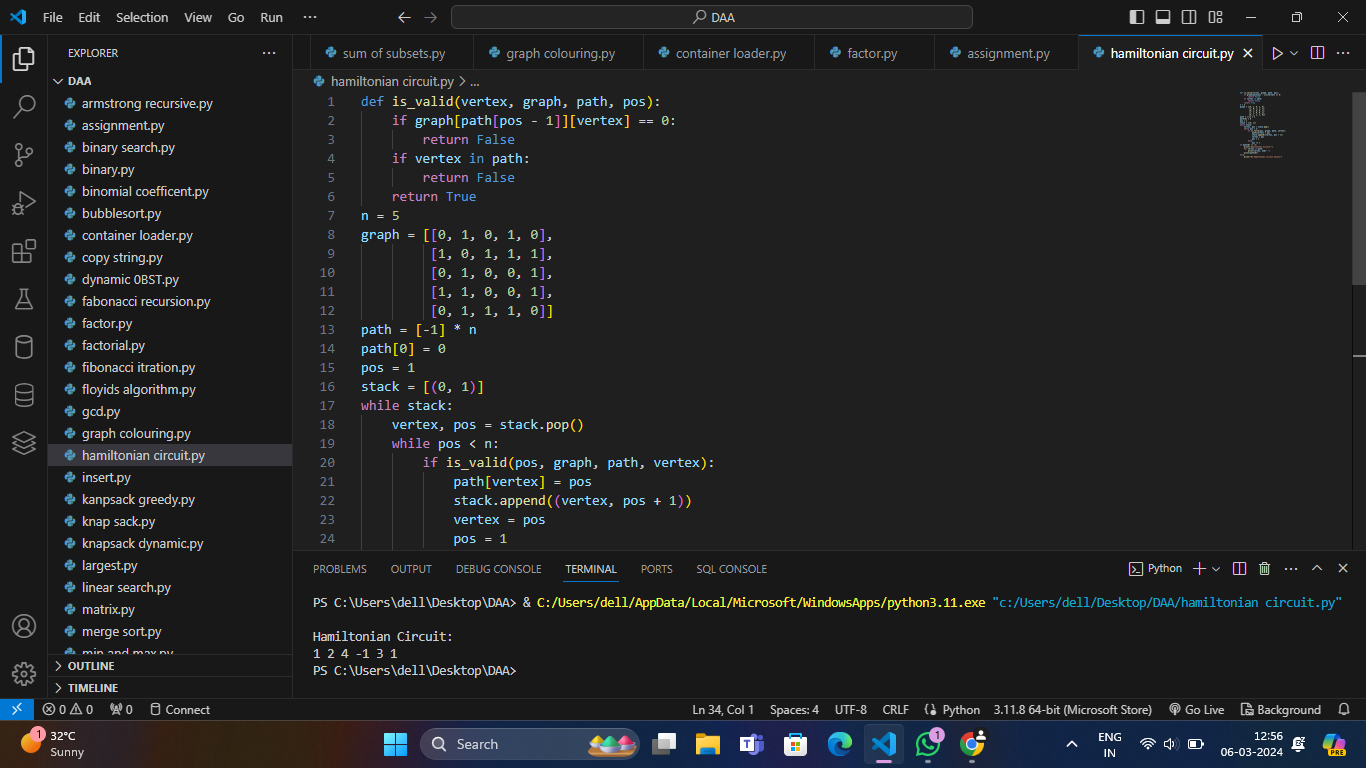 File Edit Selection View Go Run ··· DAA
EXPLORER ···
DAA
armstrong recursive.py
assignment.py
binary search.py
binary.py
binomial coefficent.py
bubblesort.py
container loader.py
copy string.py
dynamic 0BST.py
fabonacci recursion.py
factor.py
factorial.py
fibonacci itration.py
floyids algorithm.py
gcd.py
graph colouring.py
hamiltonian circuit.py
insert.py
kanpsack greedy.py
knap sack.py
knapsack dynamic.py
largest.py
linear search.py
matrix.py
merge sort.py
min and max.py
OUTLINE
TIMELINE
sum of subsets.py graph colouring.py container loader.py factor.py assignment.py hamiltonian circuit.py
hamiltonian circuit.py > ...
1 def is_valid(vertex, graph, path, pos):
2 if graph[path[pos - 1]][vertex] == 0:
3 return False
4 if vertex in path:
5 return False
6 return True
7 n = 5
8 graph = [[0, 1, 0, 1, 0],
9 [1, 0, 1, 1, 1],
10 [0, 1, 0, 0, 1],
11 [1, 1, 0, 0, 1],
12 [0, 1, 1, 1, 0]]
13 path = [-1] * n
14 path[0] = 0
15 pos = 1
16 stack = [(0, 1)]
17 while stack:
18 vertex, pos = stack.pop()
19 while pos < n:
20 if is_valid(pos, graph, path, vertex):
21 path[vertex] = pos
22 stack.append((vertex, pos + 1))
23 vertex = pos
24 pos = 1
PROBLEMS OUTPUT DEBUG CONSOLE TERMINAL PORTS SQL CONSOLE Python
PS C:\Users\dell\Desktop\DAA> & C:/Users/dell/AppData/Local/Microsoft/WindowsApps/python3.11.exe "c:/Users/dell/Desktop/DAA/hamiltonian circuit.py"
Hamiltonian Circuit:
1 2 4 -1 3 1
PS C:\Users\dell\Desktop\DAA>
0 0 0 Connect Ln 34, Col 1 Spaces: 4 UTF-8 CRLF Python 3.11.8 64-bit (Microsoft Store) Go Live Background
1 32°C
Sunny
Search
1
ENG
IN
12:56
06-03-2024
PRE